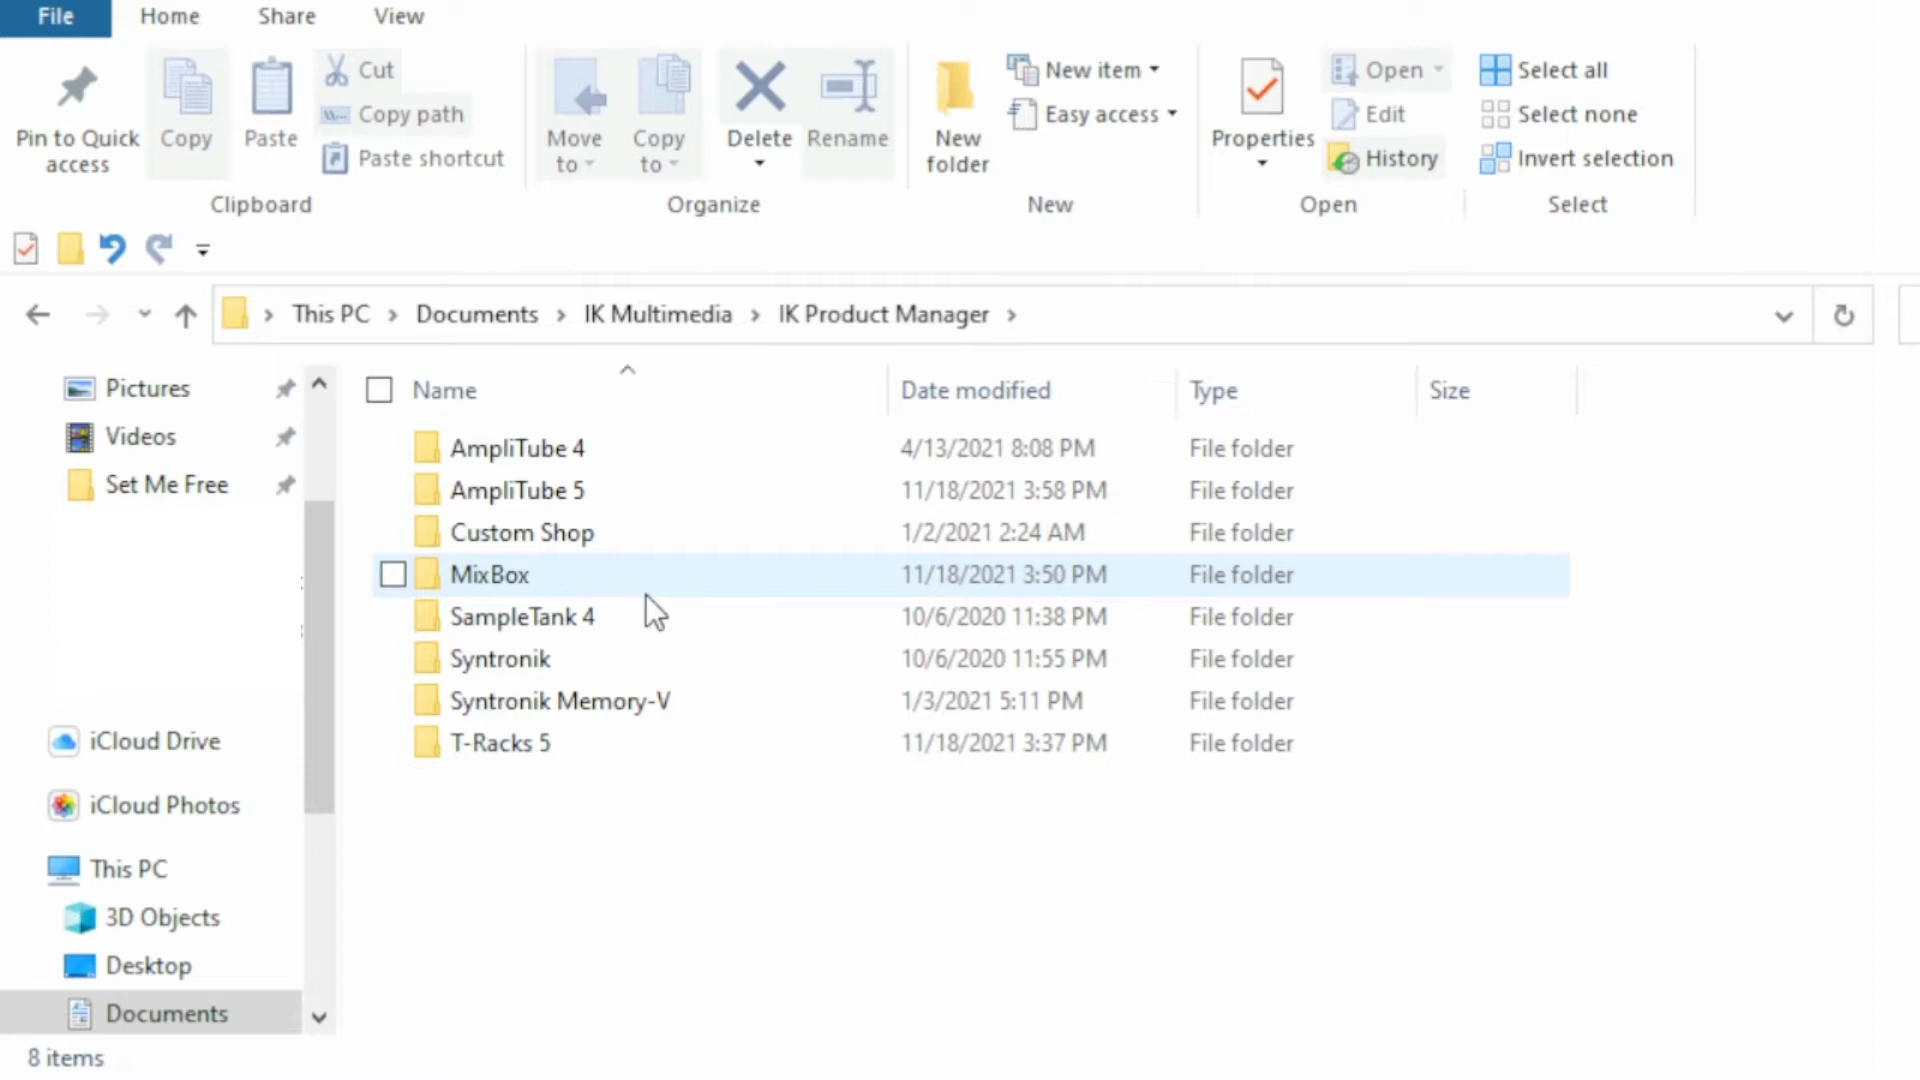 File Home Share View
Pin to Quick access
Copy
Paste
Cut
Copy path
Paste shortcut
Clipboard
Move to
Copy to
Delete
Rename
Organize
New folder
New item
Easy access
New
Properties
Open
Edit
History
Open
Select all
Select none
Invert selection
Select
This PC > Documents > IK Multimedia > IK Product Manager >
Pictures
Videos
Set Me Free
iCloud Drive
iCloud Photos
This PC
3D Objects
Desktop
Documents
Name Date modified Type Size
AmpliTube 4 4/13/2021 8:08 PM File folder
AmpliTube 5 11/18/2021 3:58 PM File folder
Custom Shop 1/2/2021 2:24 AM File folder
MixBox 11/18/2021 3:50 PM File folder
SampleTank 4 10/6/2020 11:38 PM File folder
Syntronik 10/6/2020 11:55 PM File folder
Syntronik Memory-V 1/3/2021 5:11 PM File folder
T-Racks 5 11/18/2021 3:37 PM File folder
8 items